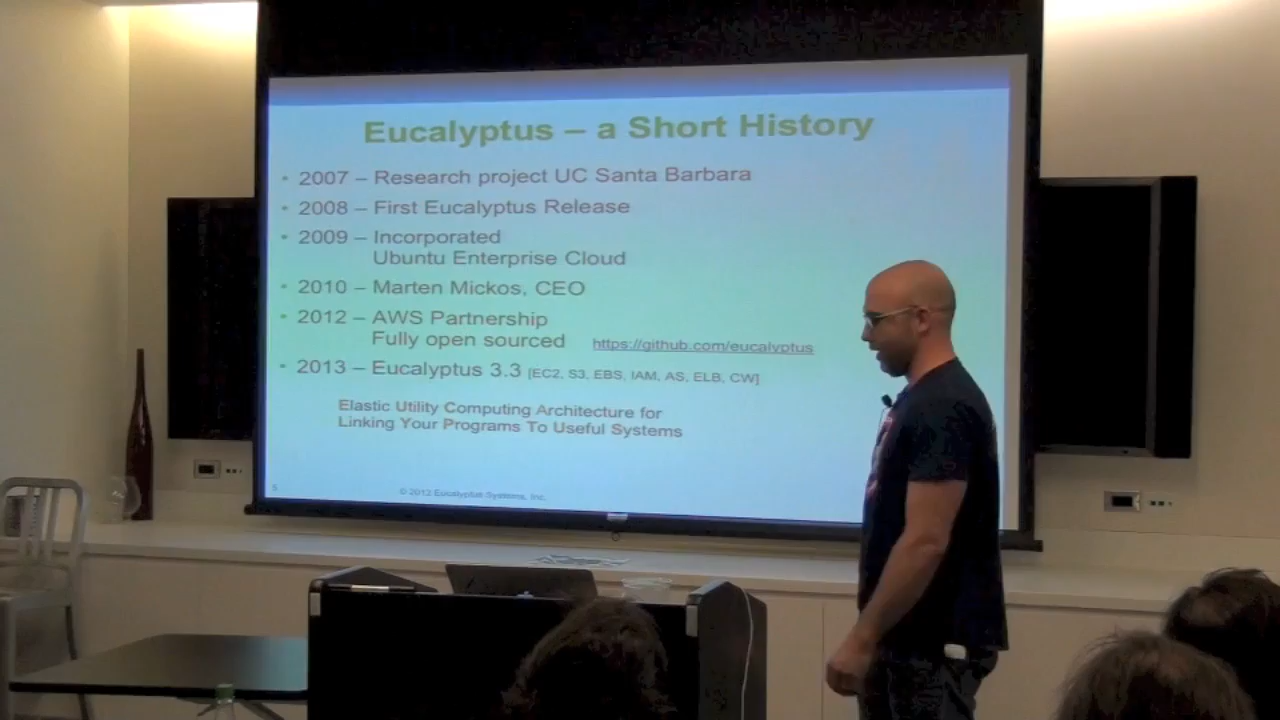 Eucalyptus – a Short History
• 2007 – Research project UC Santa Barbara
• 2008 – First Eucalyptus Release
• 2009 – Incorporated
Ubuntu Enterprise Cloud
• 2010 – Marten Mickos, CEO
• 2012 – AWS Partnership
Fully open sourced https://github.com/eucalyptus
• 2013 – Eucalyptus 3.3 [EC2, S3, EBS, IAM, AS, ELB, CW]
Elastic Utility Computing Architecture for
Linking Your Programs To Useful Systems
5
© 2012 Eucalyptus Systems, Inc.